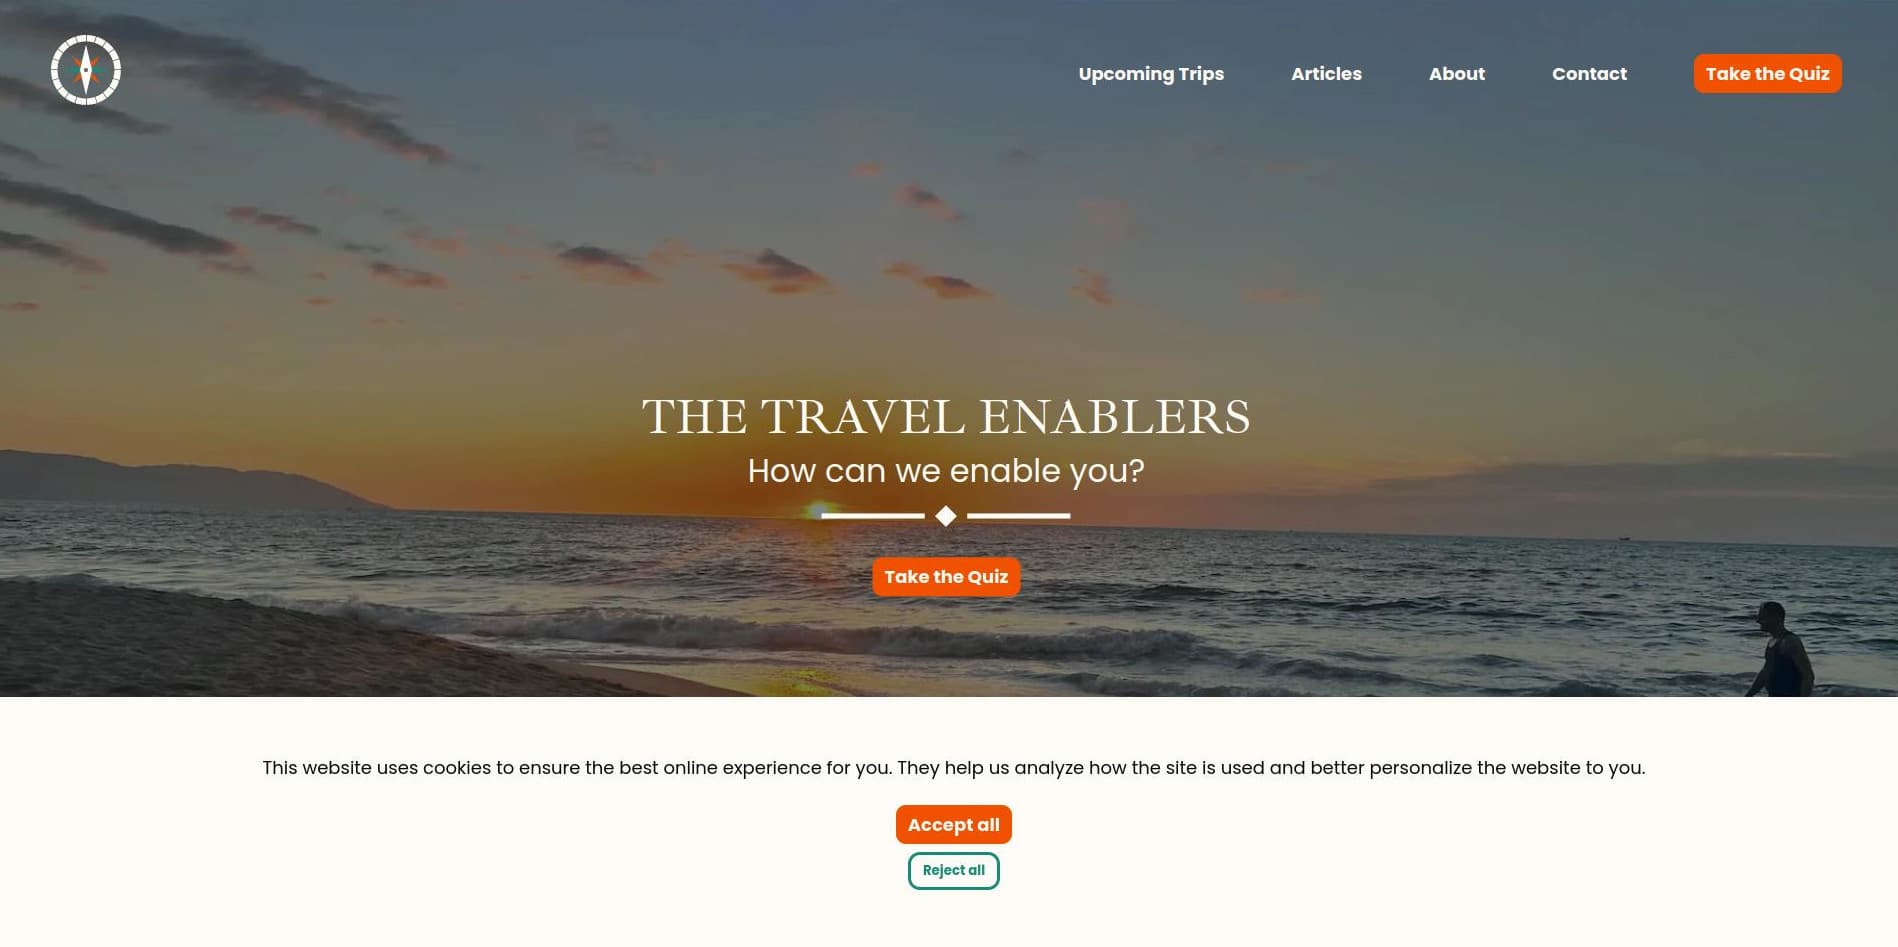 Upcoming Trips
Articles
About
Contact
Take the Quiz
THE TRAVEL ENABLERS
How can we enable you?
Take the Quiz
This website uses cookies to ensure the best online experience for you. They help us analyze how the site is used and better personalize the website to you.
Accept all
Reject all